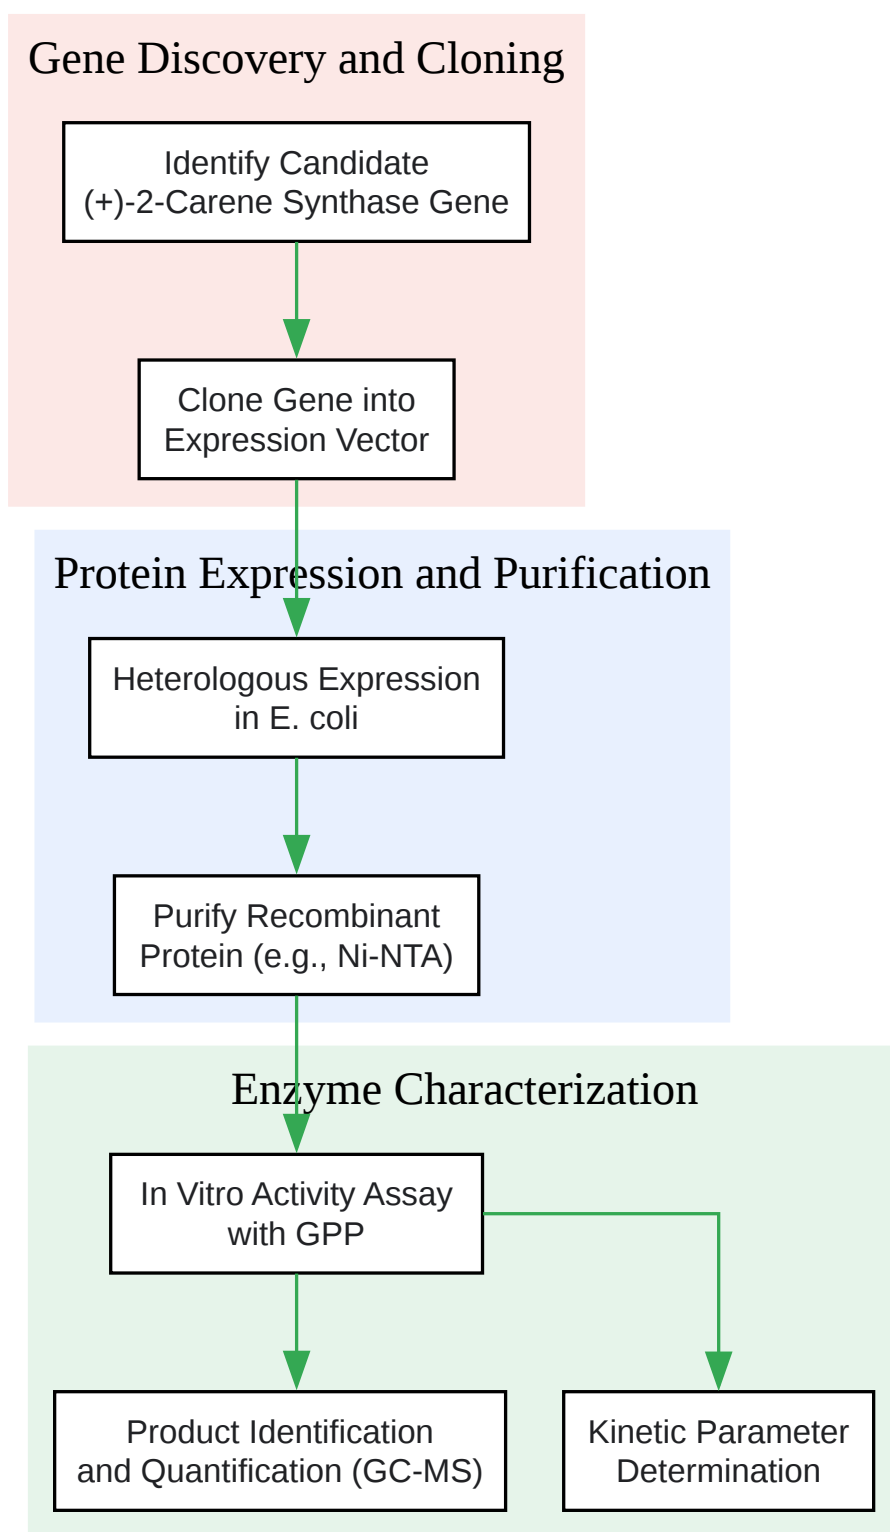 Gene Discovery and Cloning
Identify Candidate
(+)-2-Carene Synthase Gene
Clone Gene into
Expression Vector
Protein Expression and Purification
Heterologous Expression
in E. coli
Purify Recombinant
Protein (e.g., Ni-NTA)
Enzyme Characterization
In Vitro Activity Assay
with GPP
Product Identification
and Quantification (GC-MS)
Kinetic Parameter
Determination